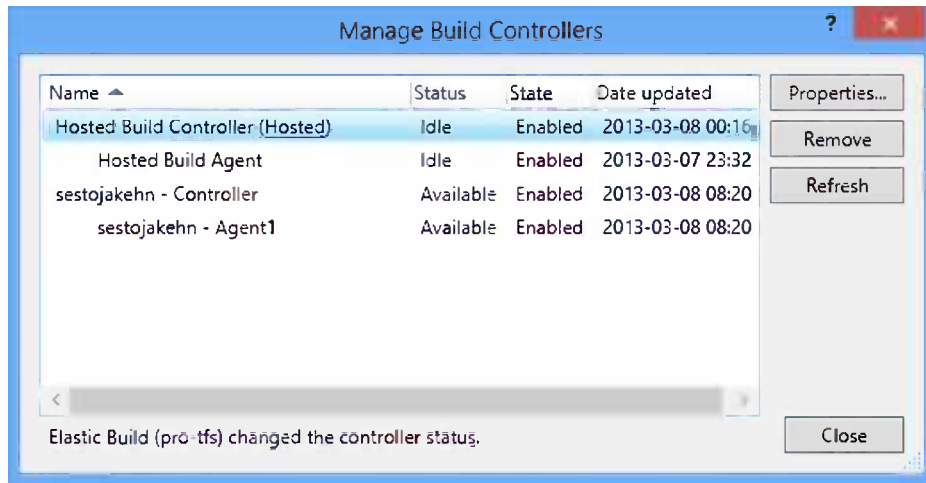 Manage Build Controllers ?
Name Status State Date updated
Hosted Build Controller (Hosted) Idle Enabled 2013-03-08 00:16
Hosted Build Agent Idle Enabled 2013-03-07 23:32
sestojakehn - Controller Available Enabled 2013-03-08 08:20
sestojakehn - Agent1 Available Enabled 2013-03-08 08:20
Properties...
Remove
Refresh
Elastic Build (pro-tfs) changed the controller status.
Close